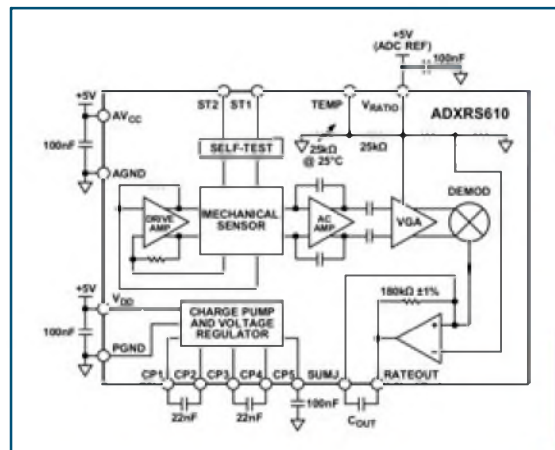 +5V
(ADC REF)
100nF
+5V
AVCC
100nF
AGND
ST2
ST1
TEMP
VRATIO
ADXRS610
SELF-TEST
25kΩ
@ 25°C
25kΩ
DRIVE
AMP
MECHANICAL
SENSOR
AC
AMP
VGA
DEMOD
+5V
VDD
100nF
PGND
CHARGE PUMP
AND VOLTAGE
REGULATOR
180kΩ ±1%
+
–
CP1
CP2
CP3
CP4
CP5
SUMJ
RATEOUT
22nF
22nF
100nF
COUT